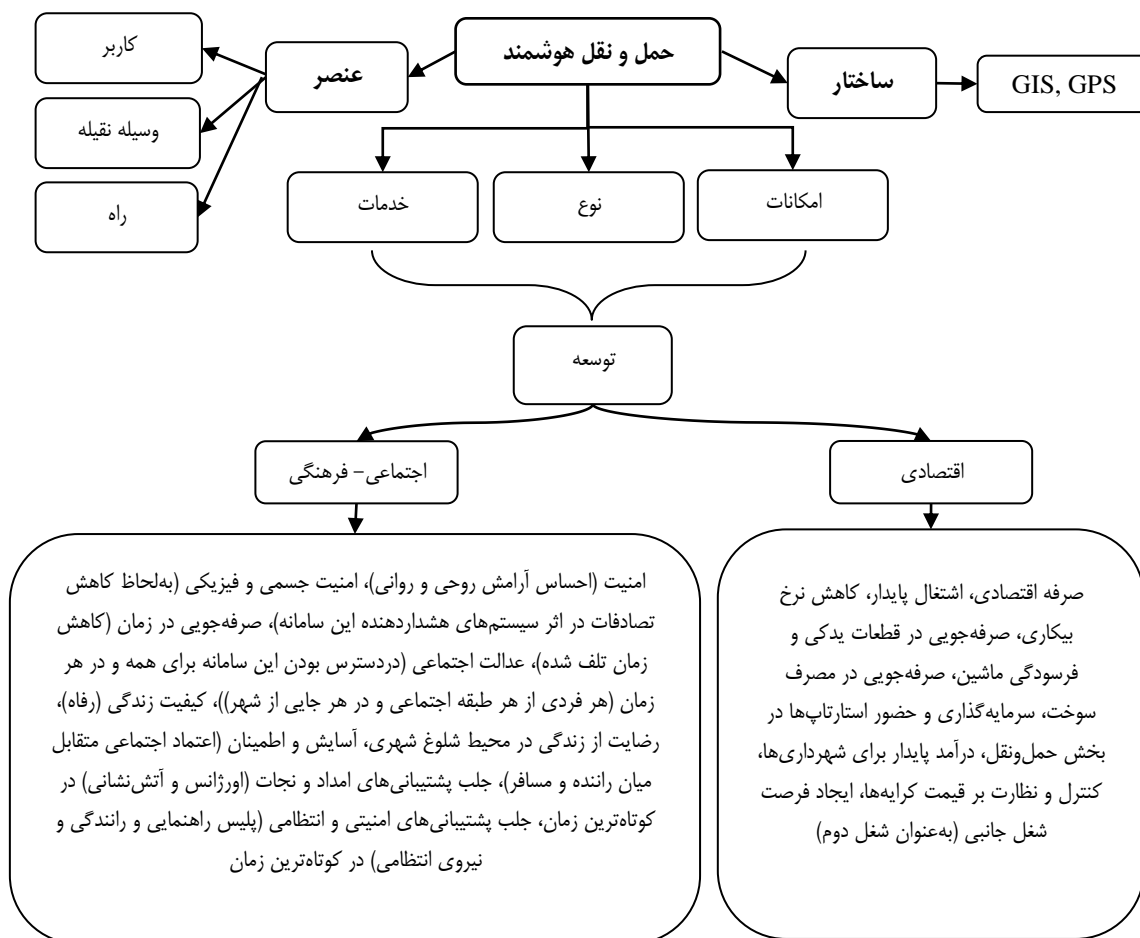 حمل و نقل هوشمند
ساختار
GIS, GPS
عنصر
کاربر
وسیله نقیله
راه
امکانات
نوع
خدمات
توسعه
اقتصادی
اجتماعی- فرهنگی
صرفه اقتصادی، اشتغال پایدار، کاهش نرخ
بیکاری، صرفه‌جویی در قطعات یدکی و
فرسودگی ماشین، صرفه‌جویی در مصرف
سوخت، سرمایه‌گذاری و حضور استارتاپ‌ها در
بخش حمل‌ونقل، درآمد پایدار برای شهرداری‌ها،
کنترل و نظارت بر قیمت کرایه‌ها، ایجاد فرصت
شغل جانبی (به‌عنوان شغل دوم)
امنیت (احساس آرامش روحی و روانی)، امنیت جسمی و فیزیکی (به‌لحاظ کاهش
تصادفات در اثر سیستم‌های هشداردهنده این سامانه)، صرفه‌جویی در زمان (کاهش
زمان تلف شده)، عدالت اجتماعی (دردسترس بودن این سامانه برای همه و در هر
زمان (هر فردی از هر طبقه اجتماعی و در هر جایی از شهر))، کیفیت زندگی (رفاه)،
رضایت از زندگی در محیط شلوغ شهری، آسایش و اطمینان (اعتماد اجتماعی متقابل
میان راننده و مسافر)، جلب پشتیبانی‌های امداد و نجات (اورژانس و آتش‌نشانی) در
کوتاه‌ترین زمان، جلب پشتیبانی‌های امنیتی و انتظامی (پلیس راهنمایی و رانندگی و
نیروی انتظامی) در کوتاه‌ترین زمان